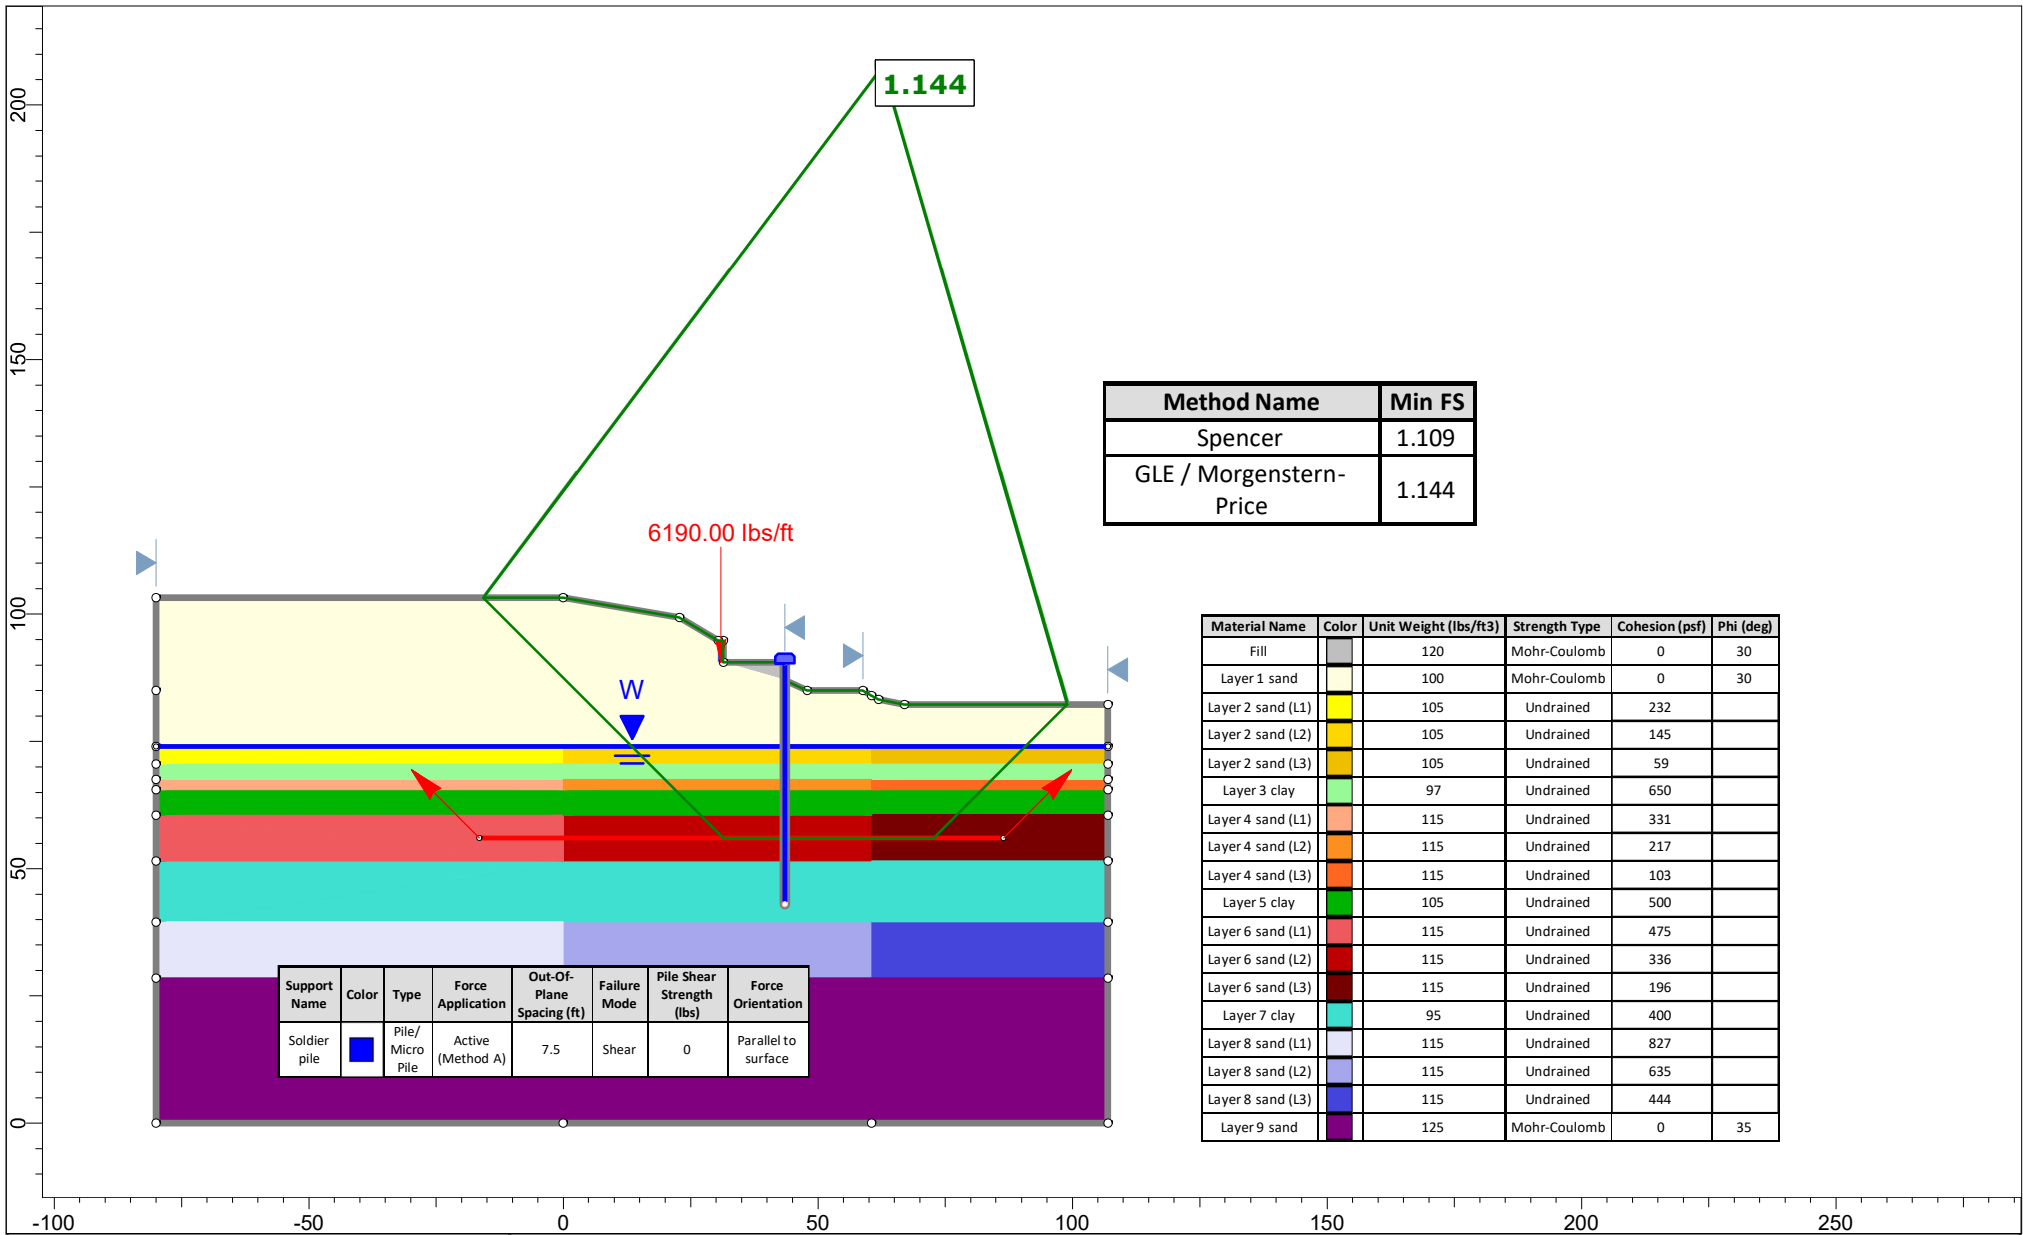 1.144
200
150
100
50
0
Method Name Min FS
Spencer 1.109
GLE / Morgenstern-
Price 1.144
6190.00 lbs/ft
W
Material Name Color Unit Weight (lbs/ft3) Strength Type Cohesion (psf) Phi (deg)
Fill 120 Mohr-Coulomb 0 30
Layer 1 sand 100 Mohr-Coulomb 0 30
Layer 2 sand (L1) 105 Undrained 232
Layer 2 sand (L2) 105 Undrained 145
Layer 2 sand (L3) 105 Undrained 59
Layer 3 clay 97 Undrained 650
Layer 4 sand (L1) 115 Undrained 331
Layer 4 sand (L2) 115 Undrained 217
Layer 4 sand (L3) 115 Undrained 103
Layer 5 clay 105 Undrained 500
Layer 6 sand (L1) 115 Undrained 475
Layer 6 sand (L2) 115 Undrained 336
Layer 6 sand (L3) 115 Undrained 196
Layer 7 clay 95 Undrained 400
Layer 8 sand (L1) 115 Undrained 827
Layer 8 sand (L2) 115 Undrained 635
Layer 8 sand (L3) 115 Undrained 444
Layer 9 sand 125 Mohr-Coulomb 0 35
Support
Name
Color
Type
Force
Application
Out-Of-
Plane
Spacing (ft)
Failure
Mode
Pile Shear
Strength
(lbs)
Force
Orientation
Soldier
pile
Pile/
Micro
Pile
Active
(Method A)
7.5
Shear
0
Parallel to
surface
-100 -50 0 50 100 150 200 250